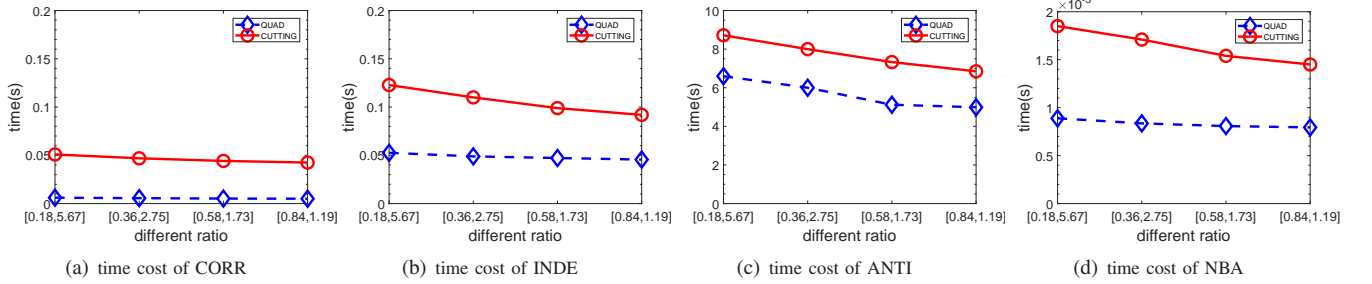 0.2
0.15
0.1
0.05
0
time(s)
QUAD
CUTTING
[0.18,5.67] [0.36,2.75] [0.58,1.73] [0.84,1.19]
different ratio
(a) time cost of CORR
0.2
0.15
0.1
0.05
0
time(s)
QUAD
CUTTING
[0.18,5.67] [0.36,2.75] [0.58,1.73] [0.84,1.19]
different ratio
(b) time cost of INDE
10
8
6
4
2
0
time(s)
QUAD
CUTTING
[0.18,5.67] [0.36,2.75] [0.58,1.73] [0.84,1.19]
different ratio
(c) time cost of ANTI
×10⁻³
2
1.5
1
0.5
0
time(s)
QUAD
CUTTING
[0.18,5.67] [0.36,2.75] [0.58,1.73] [0.84,1.19]
different ratio
(d) time cost of NBA